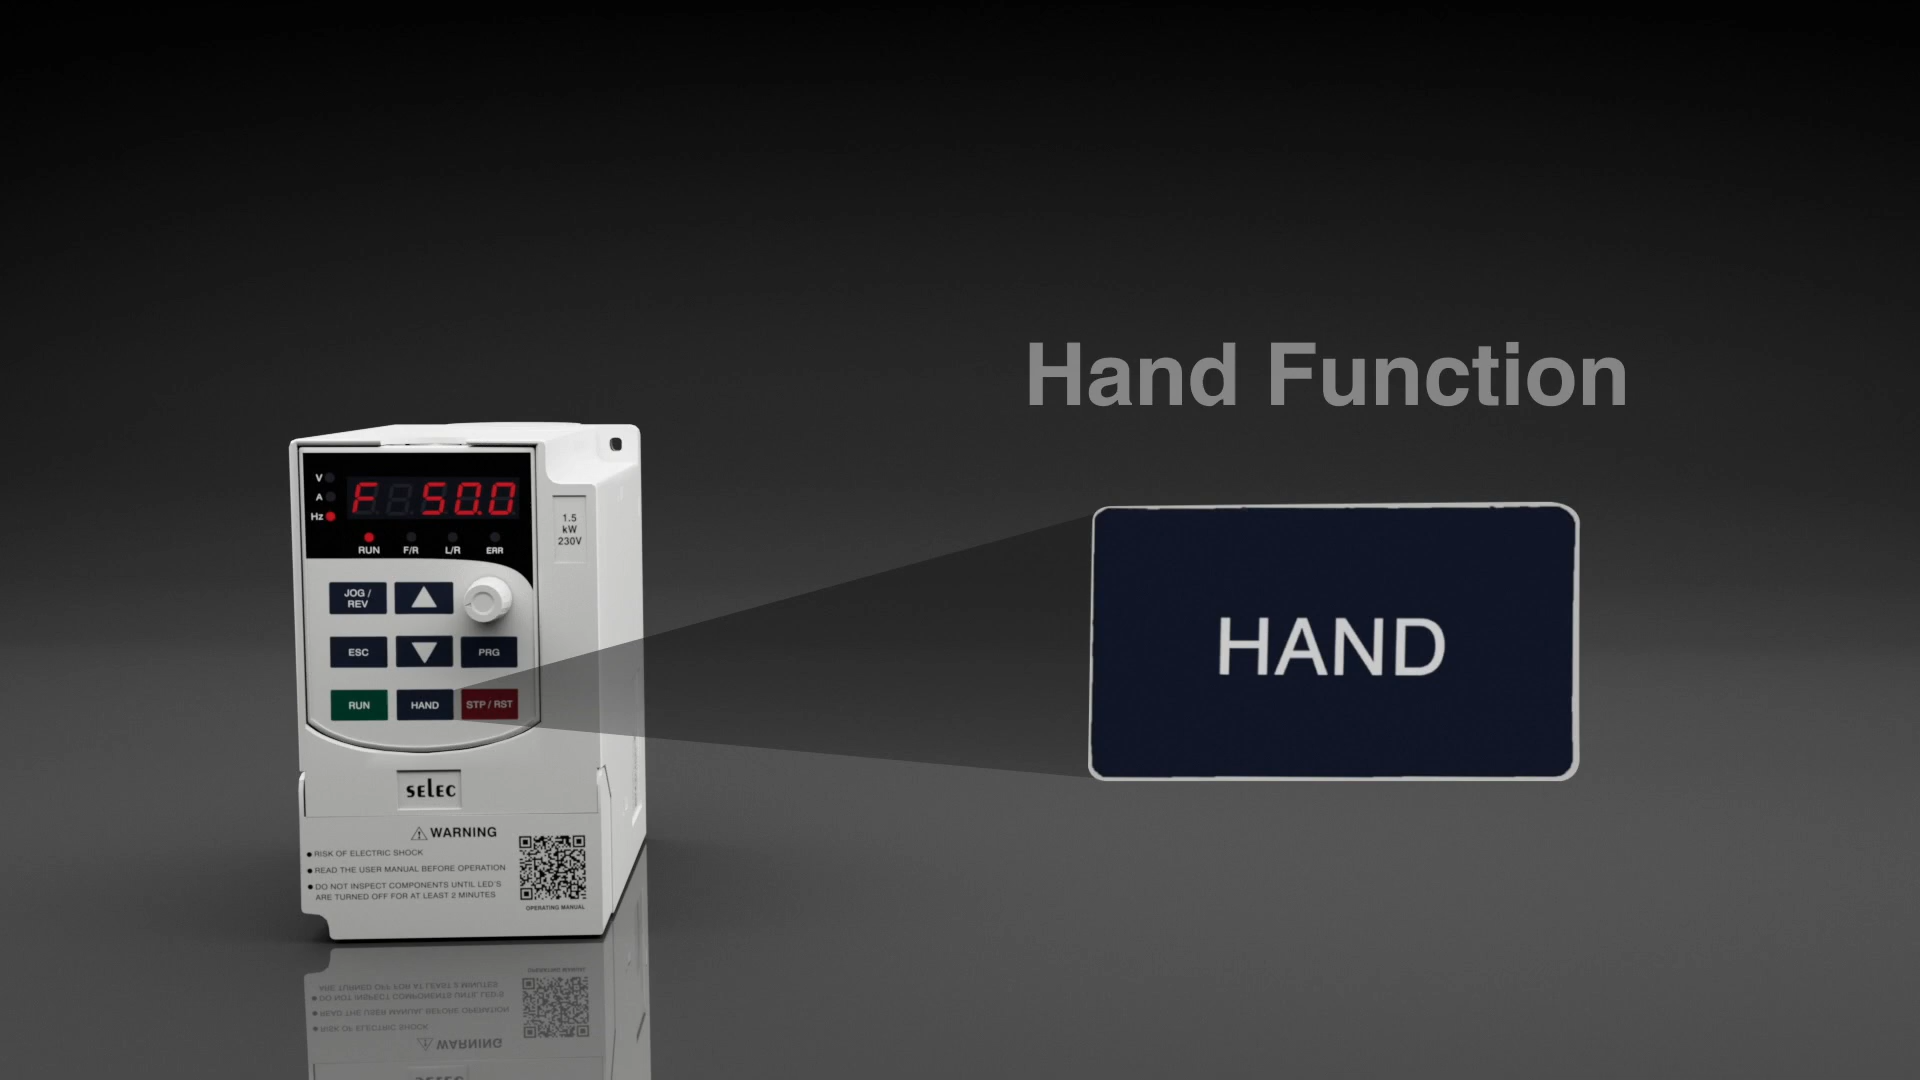 Hand Function
V
A
Hz
F 50.0
RUN F/R L/R ERR
1.5
kW
230V
JOG /
REV
ESC
PRG
RUN
HAND
STP / RST
HAND
selec
WARNING
RISK OF ELECTRIC SHOCK
READ THE USER MANUAL BEFORE OPERATION
DO NOT INSPECT COMPONENTS UNTIL LED'S
ARE TURNED OFF FOR AT LEAST 2 MINUTES
OPERATING MANUAL